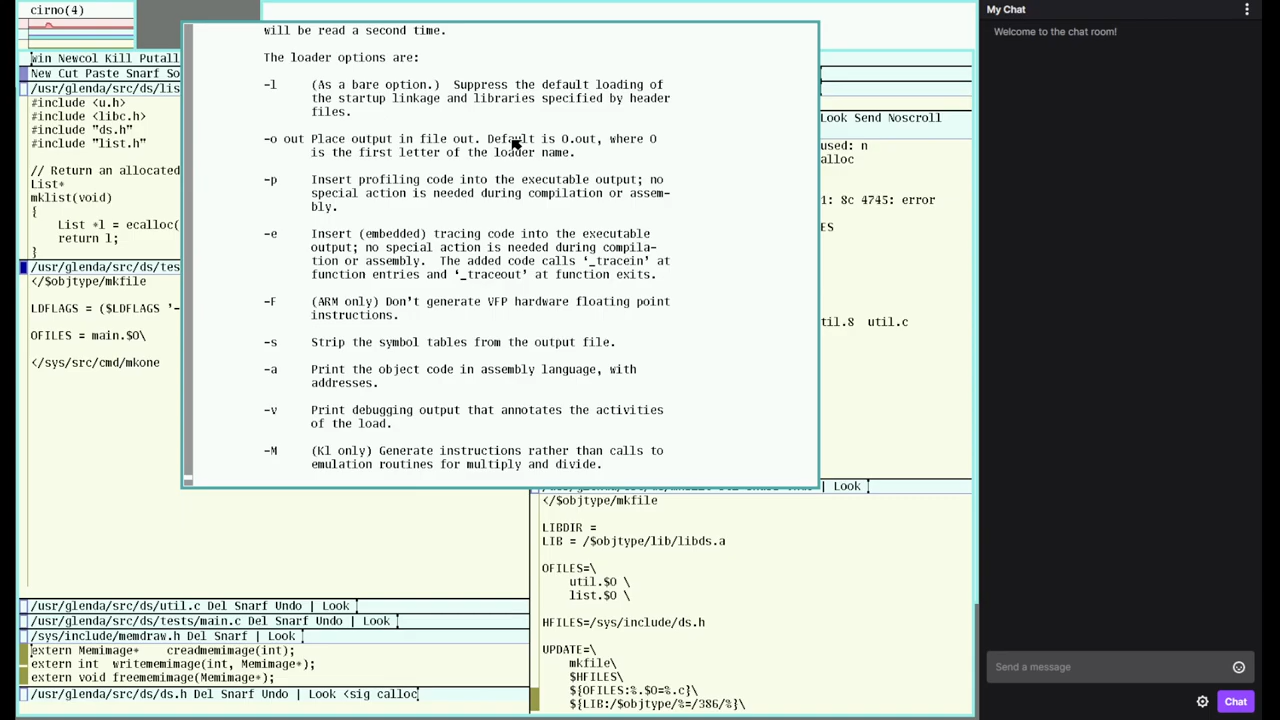 cirno(4)
will be read a second time.
The loader options are:
-l (As a bare option.) Suppress the default loading of
the startup linkage and libraries specified by header
files.
-o out Place output in file out. Default is O.out, where O
is the first letter of the loader name.
-p Insert profiling code into the executable output; no
special action is needed during compilation or assem-
bly.
-e Insert (embedded) tracing code into the executable
output; no special action is needed during compila-
tion or assembly. The added code calls ‘_tracein’ at
function entries and ‘_traceout’ at function exits.
-F (ARM only) Don’t generate VFP hardware floating point
instructions.
-s Strip the symbol tables from the output file.
-a Print the object code in assembly language, with
addresses.
-v Print debugging output that annotates the activities
of the load.
-M (Kl only) Generate instructions rather than calls to
emulation routines for multiply and divide.
win Newcol Kill Putall
New Cut Paste Snarf So
/usr/glenda/src/ds/lis
#include <u.h>
#include <libc.h>
#include "ds.h"
#include "list.h"
// Return an allocated
List*
mklist(void)
{
List *l = ecalloc(
return l;
}
/usr/glenda/src/ds/tes
</$objtype/mkfile
LDFLAGS = ($LDFLAGS '-
OFILES = main.$O\
</sys/src/cmd/mkone
/usr/glenda/src/ds/util.c Del Snarf Undo | Look
/usr/glenda/src/ds/tests/main.c Del Snarf Undo | Look
/sys/include/memdraw.h Del Snarf | Look
extern Memimage* creadmemimage(int);
extern int writememimage(int, Memimage*);
extern void freememimage(Memimage*);
/usr/glenda/src/ds/ds.h Del Snarf Undo | Look <sig calloc
Look Send Noscroll
used: n
alloc
1: 8c 4745: error
ES
til.8 util.c
| Look
</$objtype/mkfile
LIBDIR =
LIB = /$objtype/lib/libds.a
OFILES=\
util.$O \
list.$O \
HFILES=/sys/include/ds.h
UPDATE=\
mkfile\
$HFILES\
${OFILES:%.$O=%.c}\
${LIB:/$objtype/%=/386/%}\
My Chat
Welcome to the chat room!
Send a message
Chat